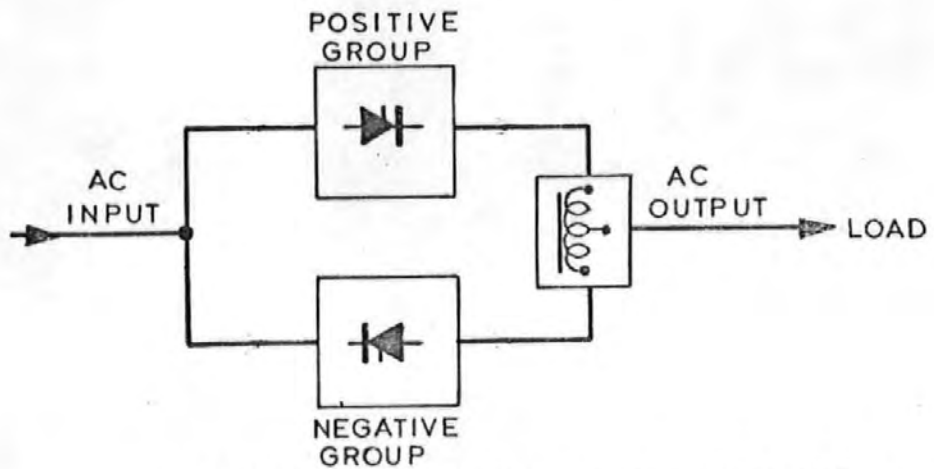 POSITIVE
GROUP
AC
INPUT
AC
OUTPUT
LOAD
NEGATIVE
GROUP